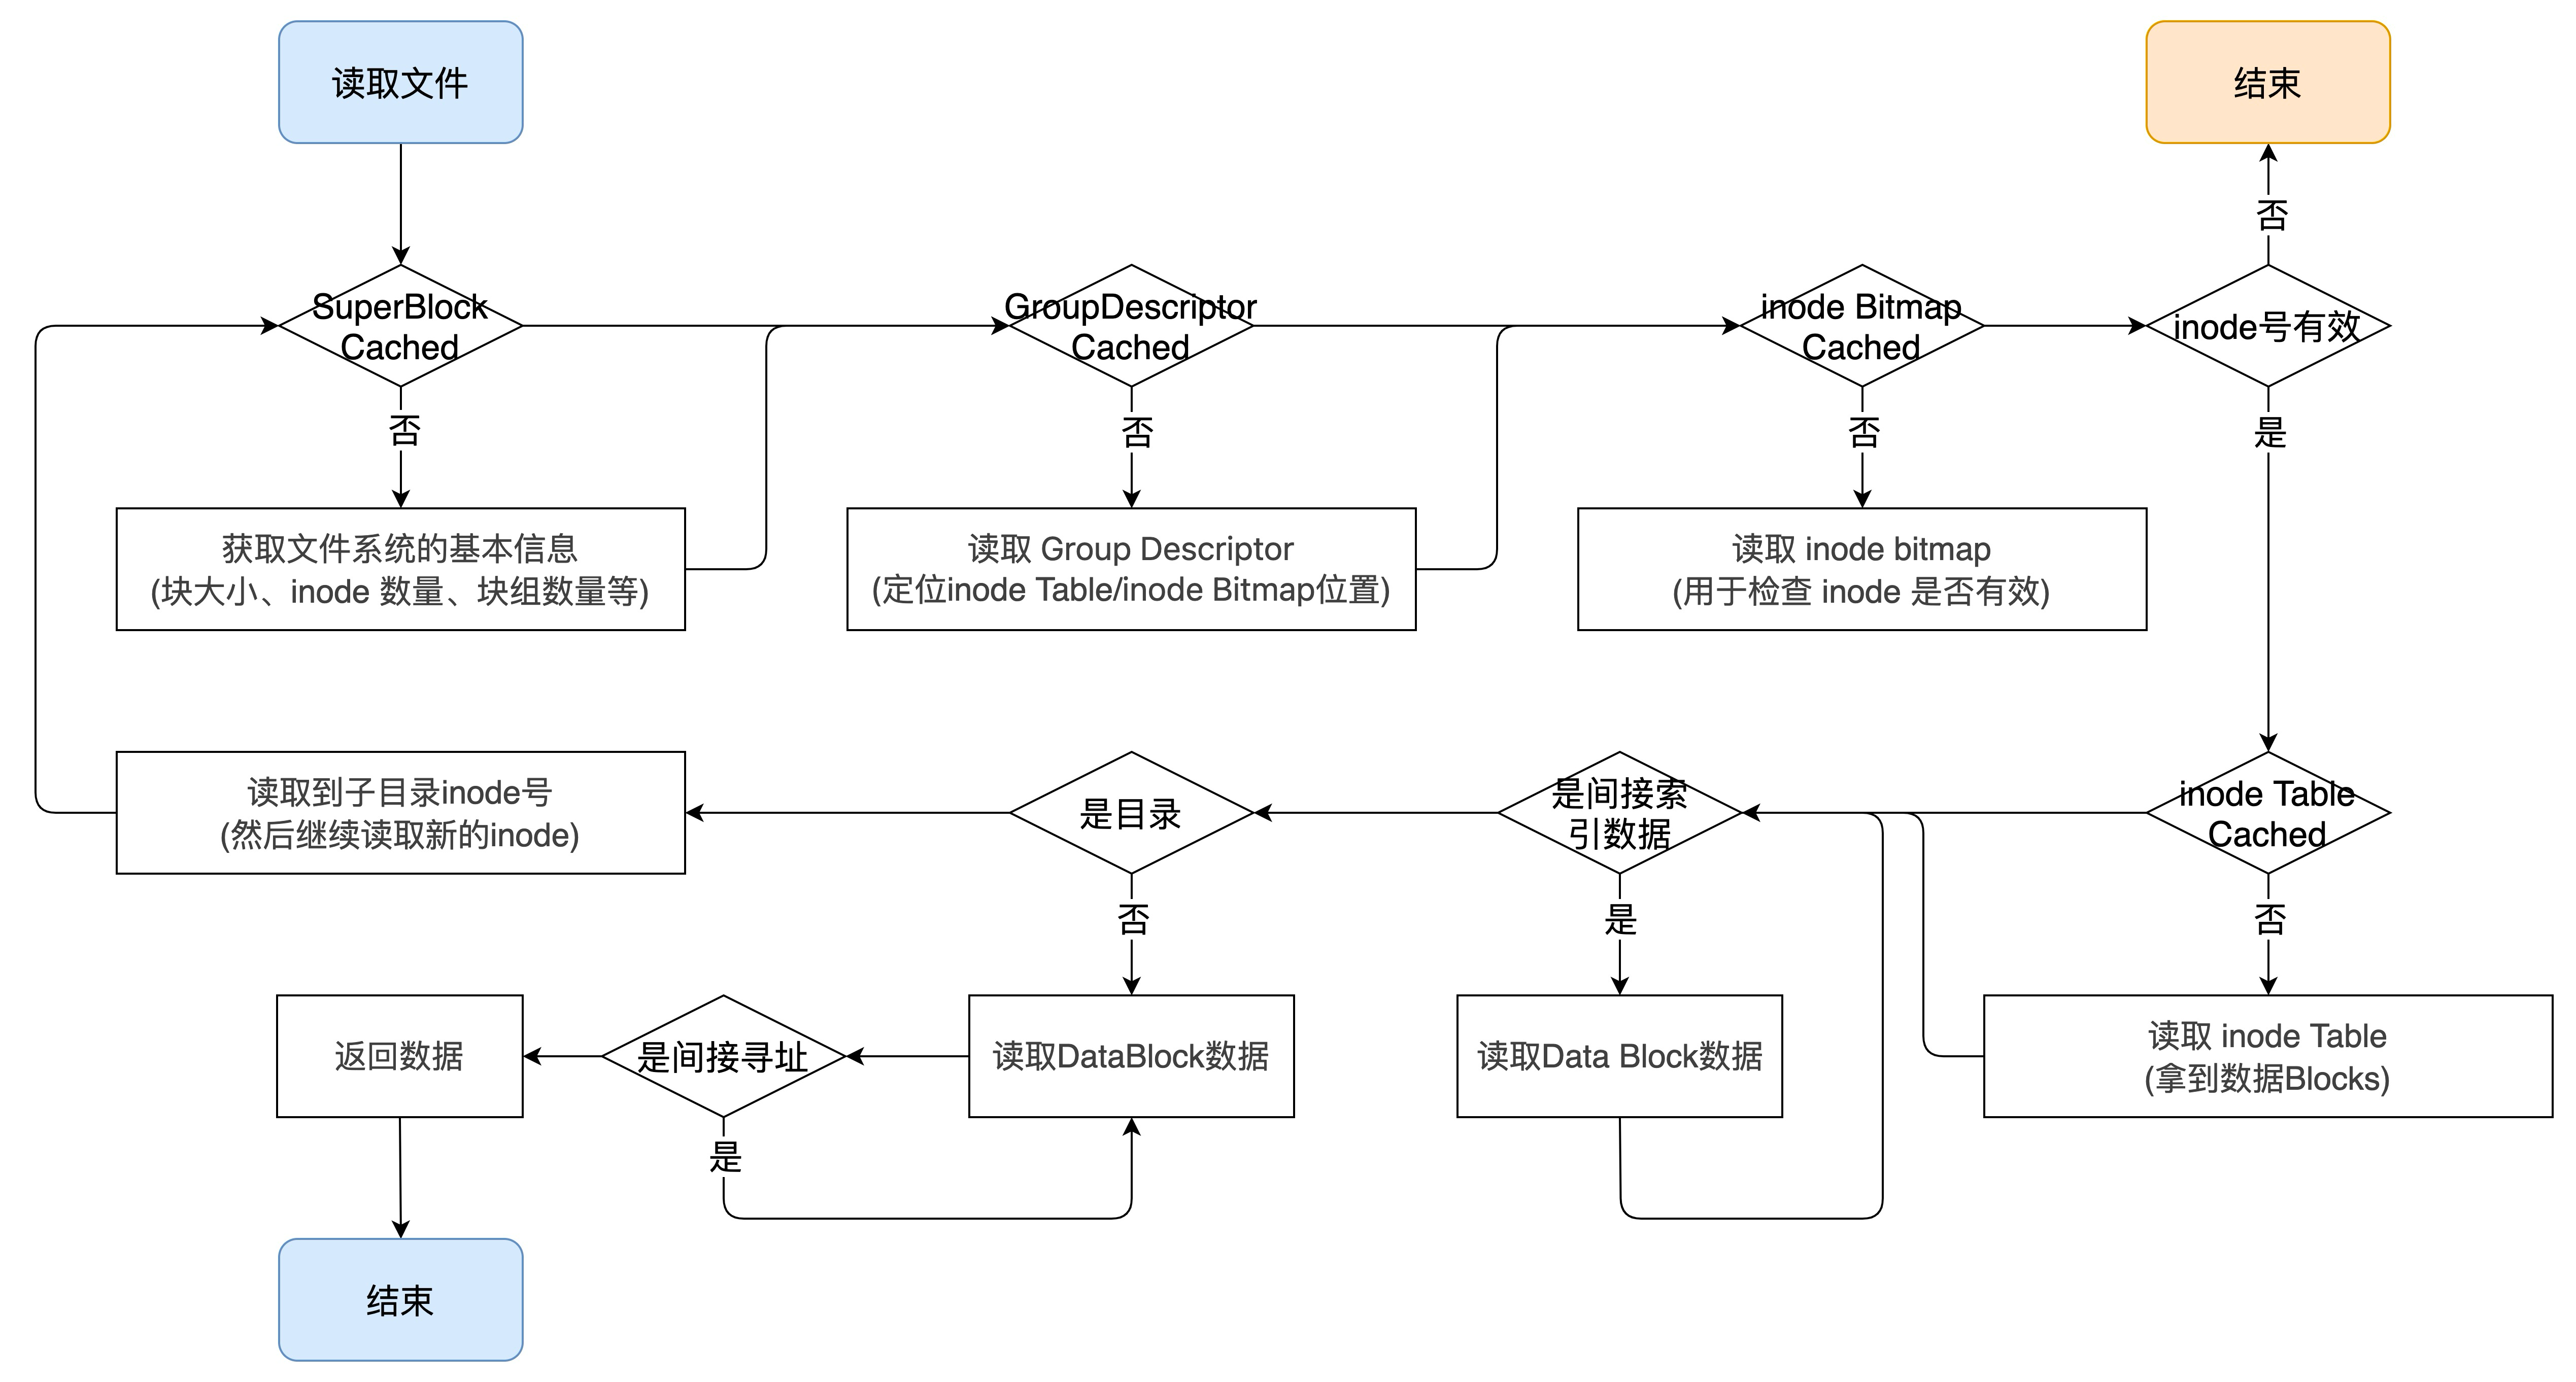 读取文件
结束
否
SuperBlock
Cached
GroupDescriptor
Cached
inode Bitmap
Cached
inode号有效
否
否
否
是
获取文件系统的基本信息
(块大小、inode 数量、块组数量等)
读取 Group Descriptor
(定位inode Table/inode Bitmap位置)
读取 inode bitmap
(用于检查 inode 是否有效)
读取到子目录inode号
(然后继续读取新的inode)
是目录
是间接索
引数据
inode Table
Cached
否
是
否
返回数据
是间接寻址
读取DataBlock数据
读取Data Block数据
读取 inode Table
(拿到数据Blocks)
是
结束